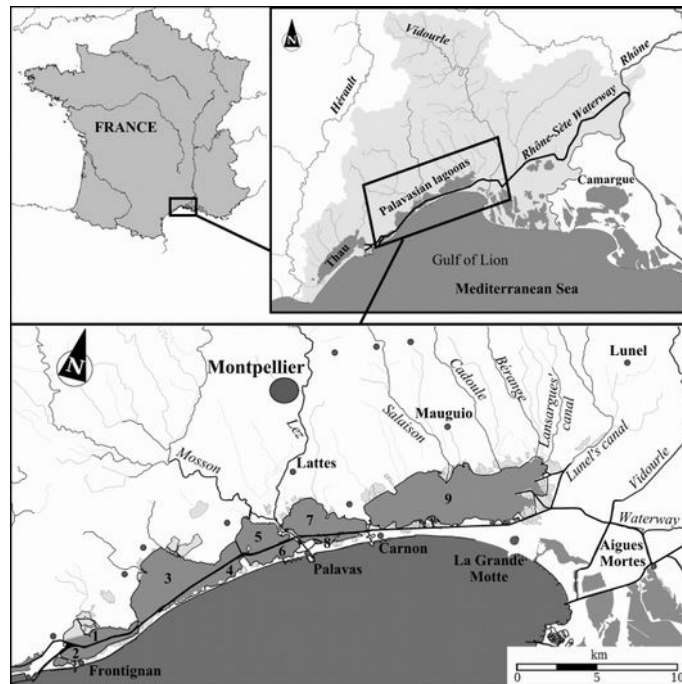 N
FRANCE
Hérault
Vidourle
Rhône
Rhône-Sète Waterway
Palavasian lagoons
Camargue
Thau
Gulf of Lion
Mediterranean Sea
N
Montpellier
Lunel
Mosson
Lez
Lattes
Salaison
Mauguio
Cadoule
Bérange
Lansargues'
canal
Lunel's canal
Vidourle
Waterway
Aigues
Mortes
9
7
5
8
6
4
3
1
2
Carnon
Palavas
La Grande
Motte
Frontignan
km
0
5
10